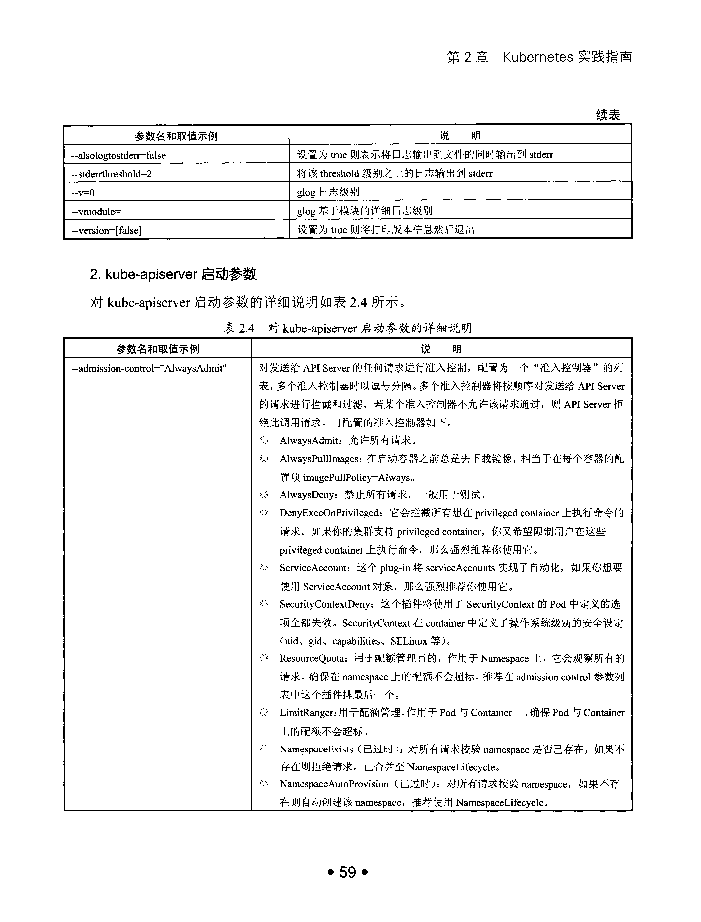 第 2 章 Kubernetes 实践指南
续表
参数名和取值示例 说 明
--alsologtostderr=false 设置为 true 则表示将日志输出到文件的同时输出到 stderr
--stderrthreshold=2 将该 threshold 级别之上的日志输出到 stderr
--v=0 glog 日志级别
--vmodule= glog 基于模块的详细日志级别
--version=[false] 设置为 true 则将打印版本信息然后退出
2. kube-apiserver 启动参数
对 kube-apiserver 启动参数的详细说明如表 2.4 所示。
表 2.4 对 kube-apiserver 启动参数的详细说明
参数名和取值示例 说 明
--admission-control="AlwaysAdmit" 对发送给 API Server 的任何请求进行准入控制，配置为一个“准入控制器”的列
表，多个准入控制器时以逗号分隔。多个准入控制器将按顺序对发送给 API Server
的请求进行拦截和过滤，若某个准入控制器不允许该请求通过，则 API Server 拒
绝此调用请求。可配置的准入控制器如下。
◇ AlwaysAdmit：允许所有请求。
◇ AlwaysPullImages：在启动容器之前总是去下载镜像，相当于在每个容器的配
置项 imagePullPolicy=Always。
◇ AlwaysDeny：禁止所有请求，一般用于测试。
◇ DenyExecOnPrivileged：它会拦截所有想在 privileged container 上执行命令的
请求。如果你的集群支持 privileged container，你又希望限制用户在这些
privileged container 上执行命令，那么强烈推荐你使用它。
◇ ServiceAccount：这个 plug-in 将 serviceAccounts 实现了自动化，如果你想要
使用 ServiceAccount 对象，那么强烈推荐你使用它。
◇ SecurityContextDeny：这个插件将使用了 SecurityContext 的 Pod 中定义的选
项全部失效。SecurityContext 在 container 中定义了操作系统级别的安全设定
（uid、gid、capabilities、SELinux 等）。
◇ ResourceQuota：用于配额管理目的，作用于 Namespace 上，它会观察所有的
请求，确保在 namespace 上的配额不会超标。推荐在 admission control 参数列
表中这个插件排最后一个。
◇ LimitRanger：用于配额管理，作用于 Pod 与 Container 上，确保 Pod 与 Container
上的配额不会超标。
◇ NamespaceExists（已过时）：对所有请求校验 namespace 是否已存在，如果不
存在则拒绝请求。已合并至 NamespaceLifecycle。
◇ NamespaceAutoProvision（已过时）：对所有请求校验 namespace，如果不存
在则自动创建该 namespace，推荐使用 NamespaceLifecycle。
• 59 •